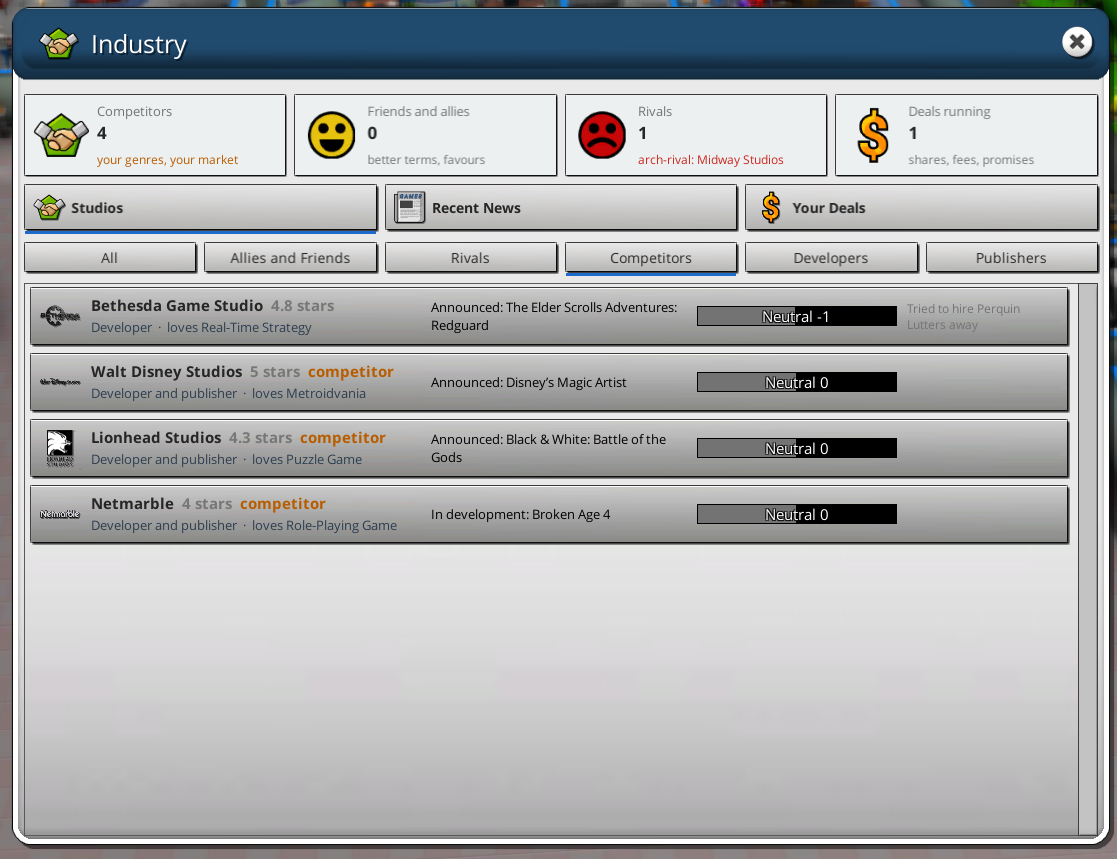 Industry
Competitors
4
your genres, your market
Friends and allies
0
better terms, favours
Rivals
1
arch-rival: Midway Studios
Deals running
1
shares, fees, promises
Studios
GAMES
Recent News
Your Deals
All
Allies and Friends
Rivals
Competitors
Developers
Publishers
BETHESDA
Bethesda Game Studio 4.8 stars
Developer · loves Real-Time Strategy
Announced: The Elder Scrolls Adventures:
Redguard
Neutral -1
Tried to hire Perquin
Lutters away
Walt Disney Studios 5 stars competitor
Developer and publisher · loves Metroidvania
Announced: Disney’s Magic Artist
Neutral 0
LIONHEAD
STUDIOS
Lionhead Studios 4.3 stars competitor
Developer and publisher · loves Puzzle Game
Announced: Black & White: Battle of the
Gods
Neutral 0
Netmarble
Netmarble 4 stars competitor
Developer and publisher · loves Role-Playing Game
In development: Broken Age 4
Neutral 0